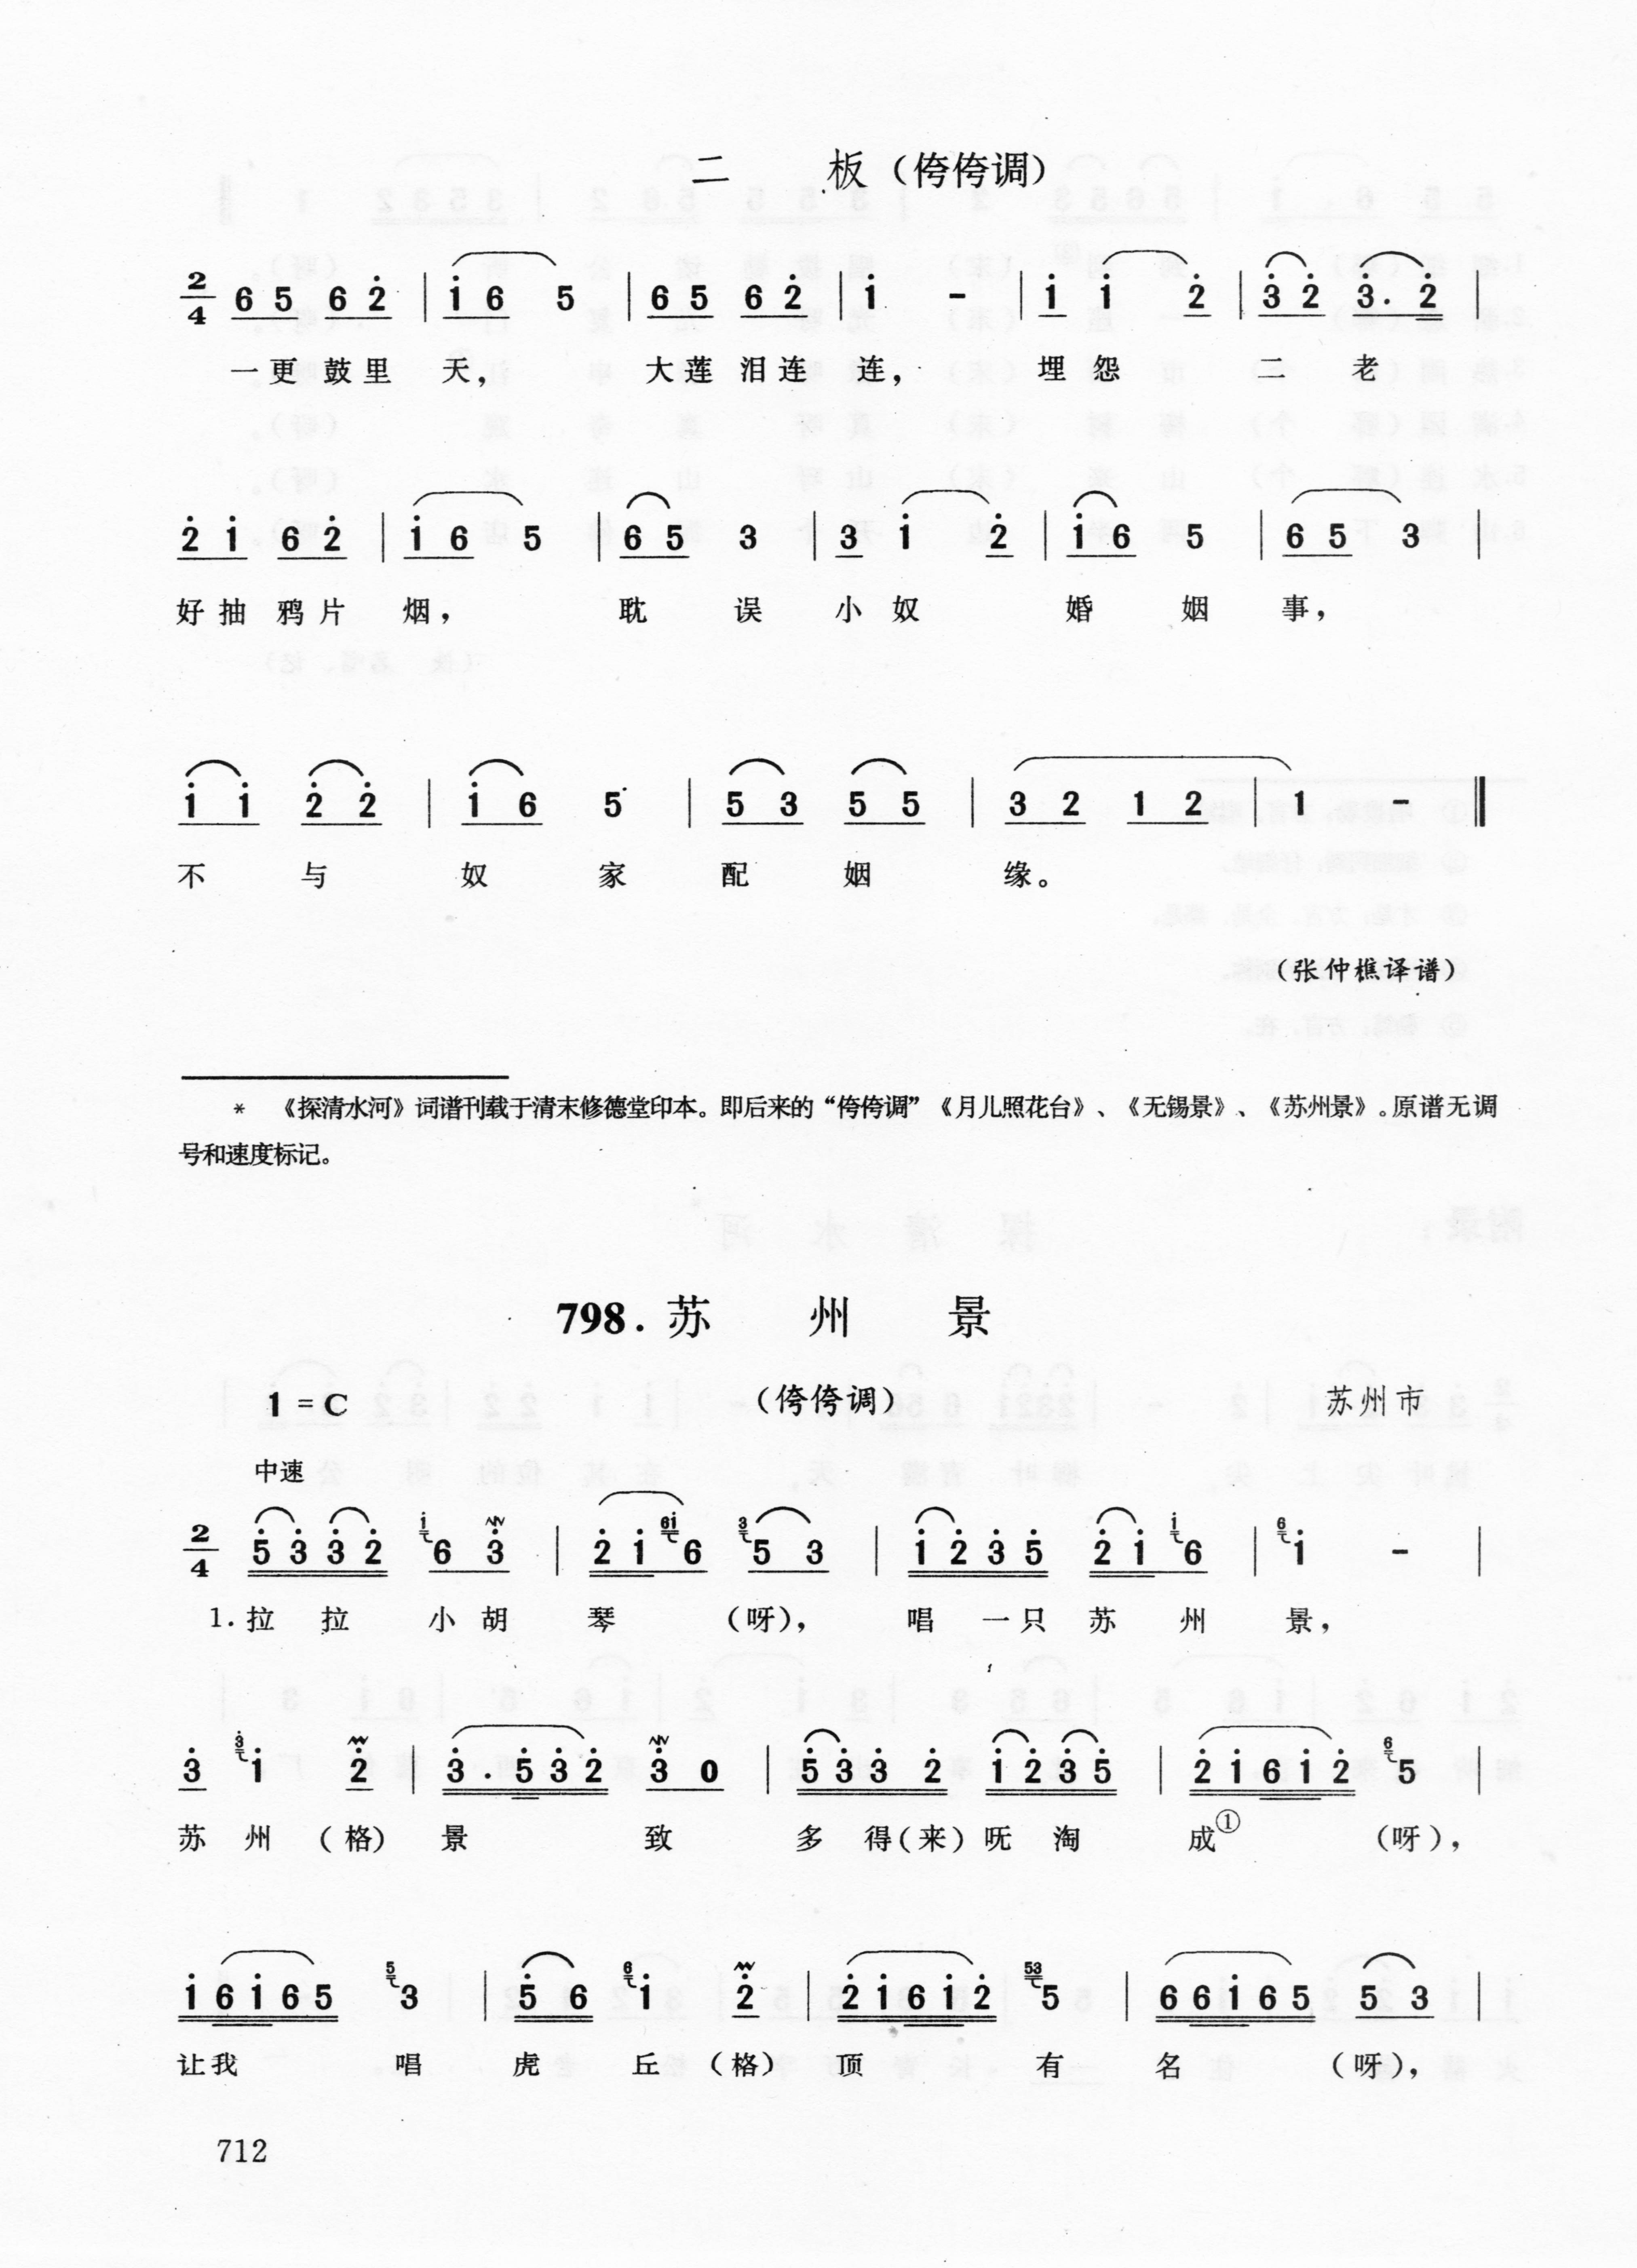 二 板（侉侉调）
2/4 6 5 6 2̇ | 1̇ 6 5 | 6 5 6 2̇ | 1̇ - | 1̇ 1̇ 2̇ | 3̇ 2̇ 3̇. 2̇ |
一更 鼓里 天， 大莲 泪连 连， 埋 怨 二 老
2̇ 1̇ 6 2̇ | 1̇ 6 5 | 6 5 3 | 3 1̇ 2̇ | 1̇ 6 5 | 6 5 3 |
好抽 鸦片 烟， 耽 误 小 奴 婚 姻 事，
1̇ 1̇ 2̇ 2̇ | 1̇ 6 5 | 5 3 5 5 | 3 2 1 2 | 1 - ‖
不 与 奴 家 配 姻 缘。
（张仲樵译谱）
* 《探清水河》词谱刊载于清末修德堂印本。即后来的“侉侉调”《月儿照花台》、《无锡景》、《苏州景》。原谱无调
号和速度标记。
798. 苏 州 景
1 = C （侉侉调） 苏州市
中速
2/4 5̇ 3̇ 3̇ 2̇ 1̇ 6 3̇ | 2̇ 1̇ 6 1̇ 6 3̇ 5 3 | 1̇ 2̇ 3̇ 5̇ 2̇ 1̇ 1̇ 6 | 6 1̇ - |
1. 拉 拉 小 胡 琴 （呀）， 唱 一只 苏 州 景，
3̇ 3̇ 1̇ 2̇ | 3̇. 5̇ 3̇ 2̇ 3̇ 0 | 5̇ 3̇ 3̇ 2̇ 1̇ 2̇ 3̇ 5̇ | 2̇ 1̇ 6 1̇ 2̇ 6 5 |
苏 州 （格） 景 致 多 得（来）呒 淘 成① （呀），
1̇ 6 1̇ 6 5 5 3 | 5 6 6 1̇ 2̇ | 2̇ 1̇ 6 1̇ 2̇ 53 5 | 6 6 1̇ 6 5 5 3 |
让我 唱 虎 丘 （格） 顶 有 名 （呀），
712